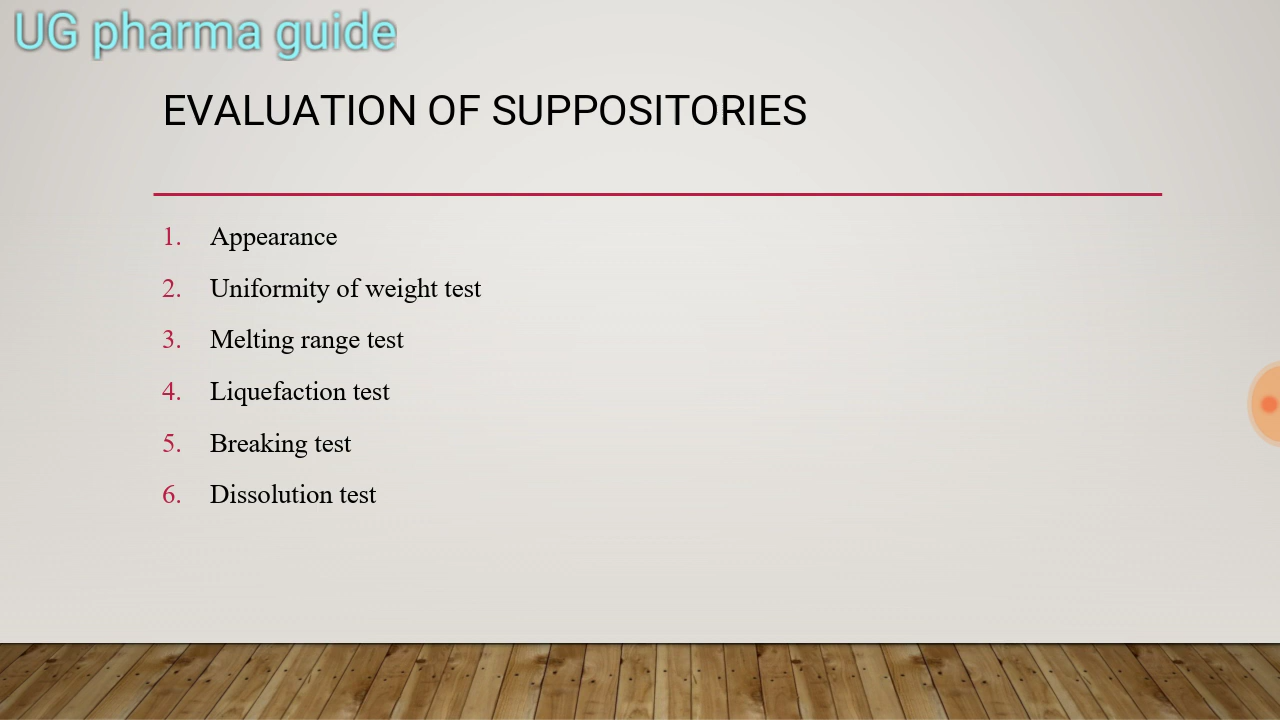 UG pharma guide
EVALUATION OF SUPPOSITORIES
1. Appearance
2. Uniformity of weight test
3. Melting range test
4. Liquefaction test
5. Breaking test
6. Dissolution test